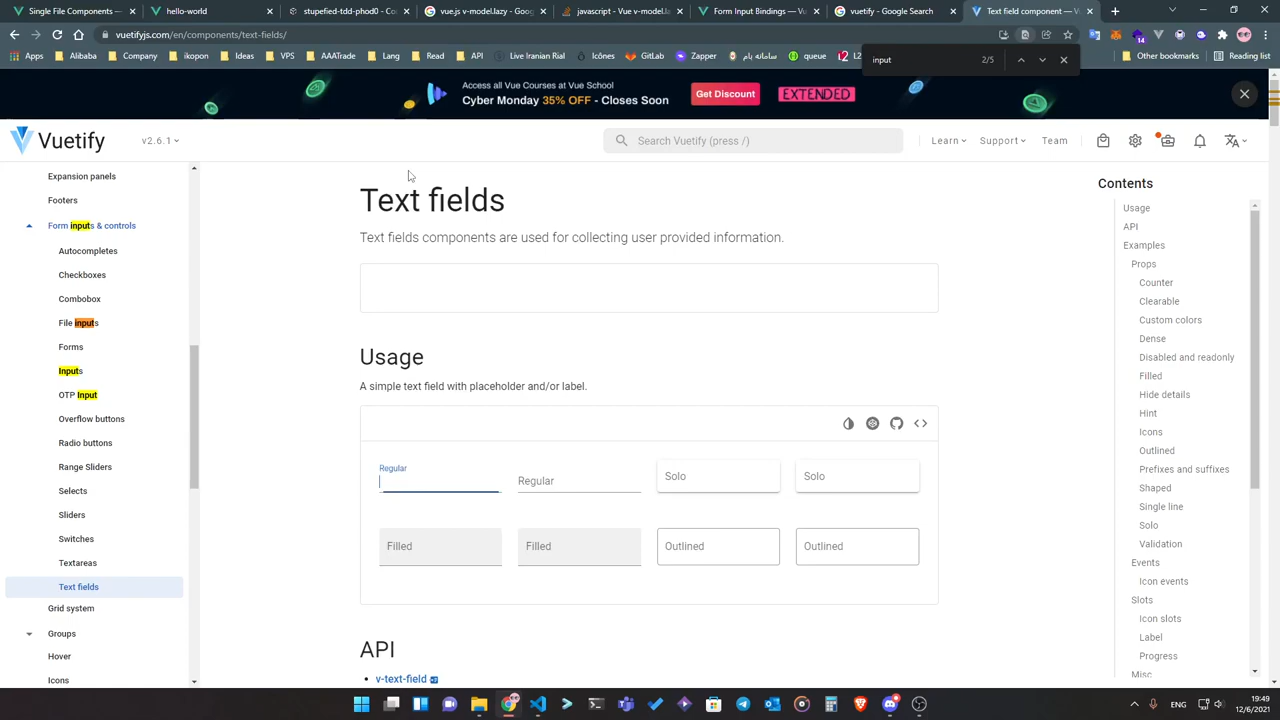 Simple Usage of Vue
hello-world
stupefied-tdd-phod0 - Co
vue.js v-model.lazy - Google
javascript - Vue v-model.l
Form Input Bindings — Vu
vuetify - Google Search
Text field component —
vuetifyjs.com/en/components/text-fields/
Apps
Alibaba
Company
ikopon
Ideas
VPS
AAATrade
Lang
Read
API
Icônes
GitLab
Zapper
سامانه پیام
queue
Other bookmarks
Reading list
input
2/5
Access all Vue Courses at Vue School
Cyber Monday 35% OFF - Closes Soon
Get Discount
EXTENDED
Vuetify
v2.6.1
Search Vuetify (press /)
Learn
Support
Team
Expansion panels
Footers
Form inputs & controls
Autocompletes
Checkboxes
Combobox
File inputs
Forms
Inputs
OTP Input
Overflow buttons
Radio buttons
Range Sliders
Selects
Sliders
Switches
Textareas
Text fields
Grid system
Groups
Hover
Icons
Text fields
Text fields components are used for collecting user provided information.
Usage
A simple text field with placeholder and/or label.
Regular
Regular
Solo
Solo
Filled
Filled
Outlined
Outlined
API
v-text-field
Contents
Usage
API
Examples
Props
Counter
Clearable
Custom colors
Dense
Disabled and readonly
Filled
Hide details
Hint
Icons
Outlined
Prefixes and suffixes
Shaped
Single line
Solo
Validation
Events
Icon events
Slots
Icon slots
Label
Progress
Misc
19:49
12/6/2021